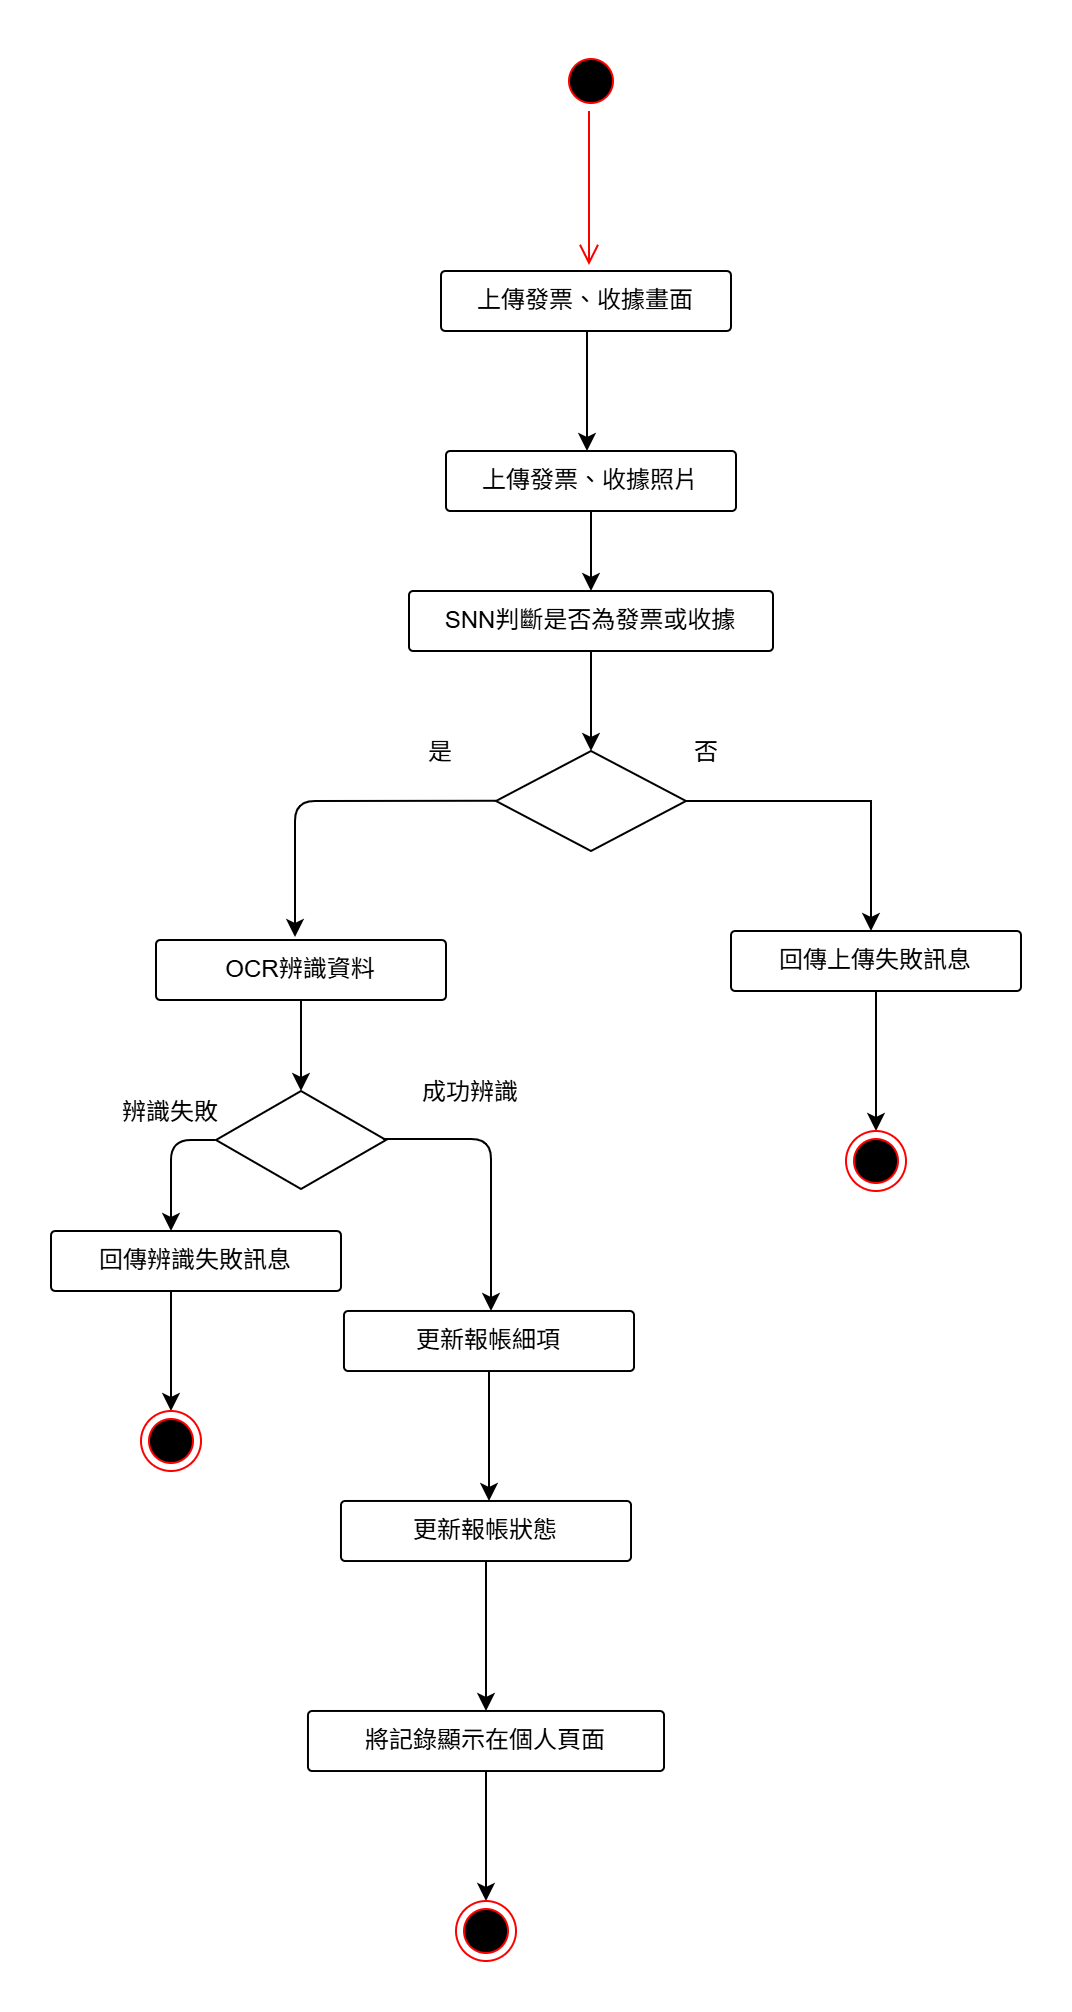 上傳發票、收據畫面
上傳發票、收據照片
SNN判斷是否為發票或收據
是
否
OCR辨識資料
回傳上傳失敗訊息
辨識失敗
成功辨識
回傳辨識失敗訊息
更新報帳細項
更新報帳狀態
將記錄顯示在個人頁面